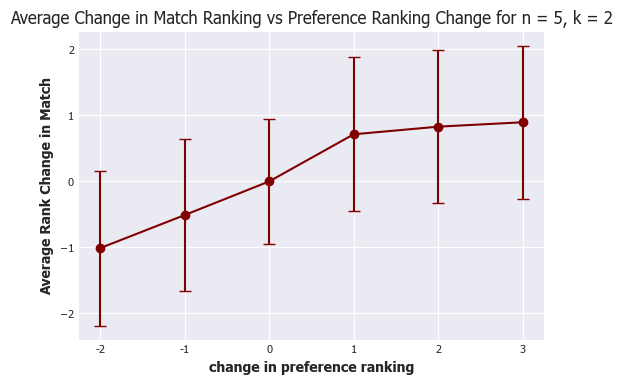 Average Change in Match Ranking vs Preference Ranking Change for n = 5, k = 2
Average Rank Change in Match
2
1
0
−1
−2
-2 -1 0 1 2 3
change in preference ranking